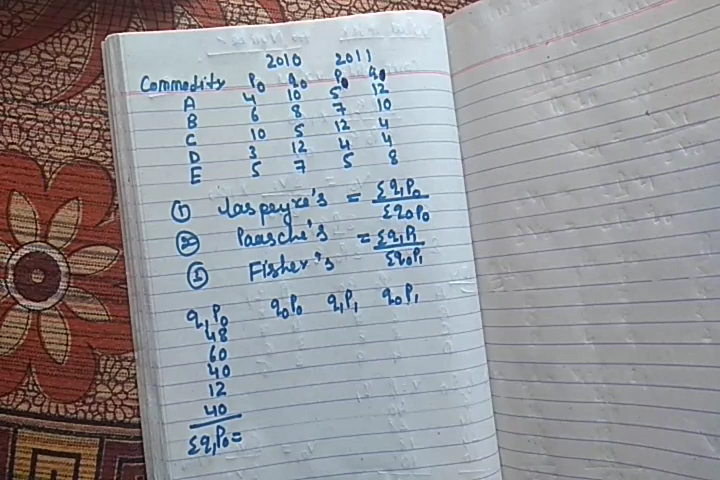 2010 2011
Commodity P₀ q₀ P₁ q₁
A 4 10 5 12
B 6 8 7 10
C 10 5 12 4
D 3 12 4 4
E 5 7 5 8
① Laspeyre's = Σq₁P₀ / Σq₀P₀
② Paasche's = Σq₁P₁ / Σq₀P₁
③ Fisher's
q₁P₀ q₀P₀ q₁P₁ q₀P₁
48
60
40
12
40
Σq₁P₀=